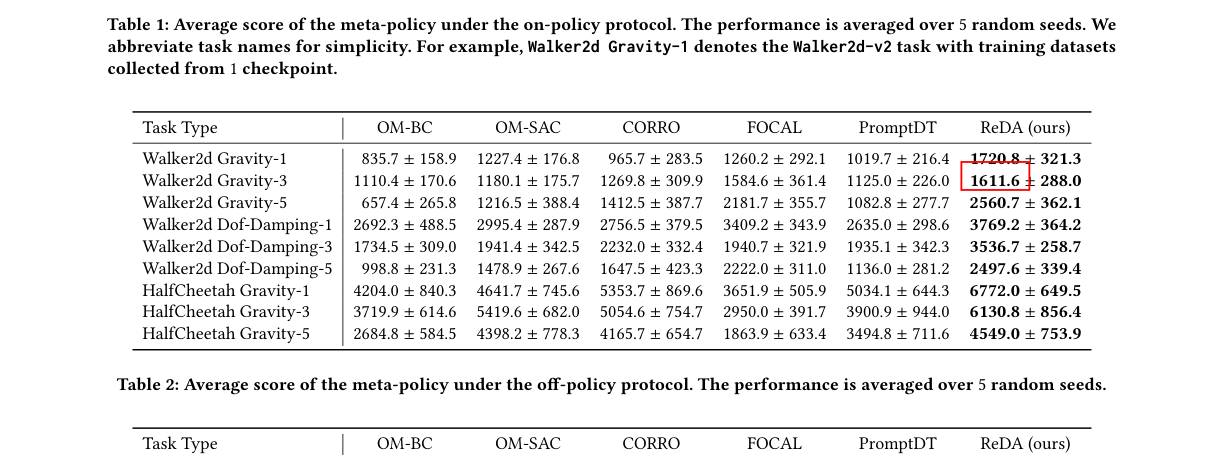 Table 1: Average score of the meta-policy under the on-policy protocol. The performance is averaged over 5 random seeds. We
abbreviate task names for simplicity. For example, Walker2d Gravity-1 denotes the Walker2d-v2 task with training datasets
collected from 1 checkpoint.
Task Type OM-BC OM-SAC CORRO FOCAL PromptDT ReDA (ours)
Walker2d Gravity-1 835.7 ± 158.9 1227.4 ± 176.8 965.7 ± 283.5 1260.2 ± 292.1 1019.7 ± 216.4 1720.8 ± 321.3
Walker2d Gravity-3 1110.4 ± 170.6 1180.1 ± 175.7 1269.8 ± 309.9 1584.6 ± 361.4 1125.0 ± 226.0 1611.6 ± 288.0
Walker2d Gravity-5 657.4 ± 265.8 1216.5 ± 388.4 1412.5 ± 387.7 2181.7 ± 355.7 1082.8 ± 277.7 2560.7 ± 362.1
Walker2d Dof-Damping-1 2692.3 ± 488.5 2995.4 ± 287.9 2756.5 ± 379.5 3409.2 ± 343.9 2635.0 ± 298.6 3769.2 ± 364.2
Walker2d Dof-Damping-3 1734.5 ± 309.0 1941.4 ± 342.5 2232.0 ± 332.4 1940.7 ± 321.9 1935.1 ± 342.3 3536.7 ± 258.7
Walker2d Dof-Damping-5 998.8 ± 231.3 1478.9 ± 267.6 1647.5 ± 423.3 2222.0 ± 311.0 1136.0 ± 281.2 2497.6 ± 339.4
HalfCheetah Gravity-1 4204.0 ± 840.3 4641.7 ± 745.6 5353.7 ± 869.6 3651.9 ± 505.9 5034.1 ± 644.3 6772.0 ± 649.5
HalfCheetah Gravity-3 3719.9 ± 614.6 5419.6 ± 682.0 5054.6 ± 754.7 2950.0 ± 391.7 3900.9 ± 944.0 6130.8 ± 856.4
HalfCheetah Gravity-5 2684.8 ± 584.5 4398.2 ± 778.3 4165.7 ± 654.7 1863.9 ± 633.4 3494.8 ± 711.6 4549.0 ± 753.9
Table 2: Average score of the meta-policy under the off-policy protocol. The performance is averaged over 5 random seeds.
Task Type OM-BC OM-SAC CORRO FOCAL PromptDT ReDA (ours)